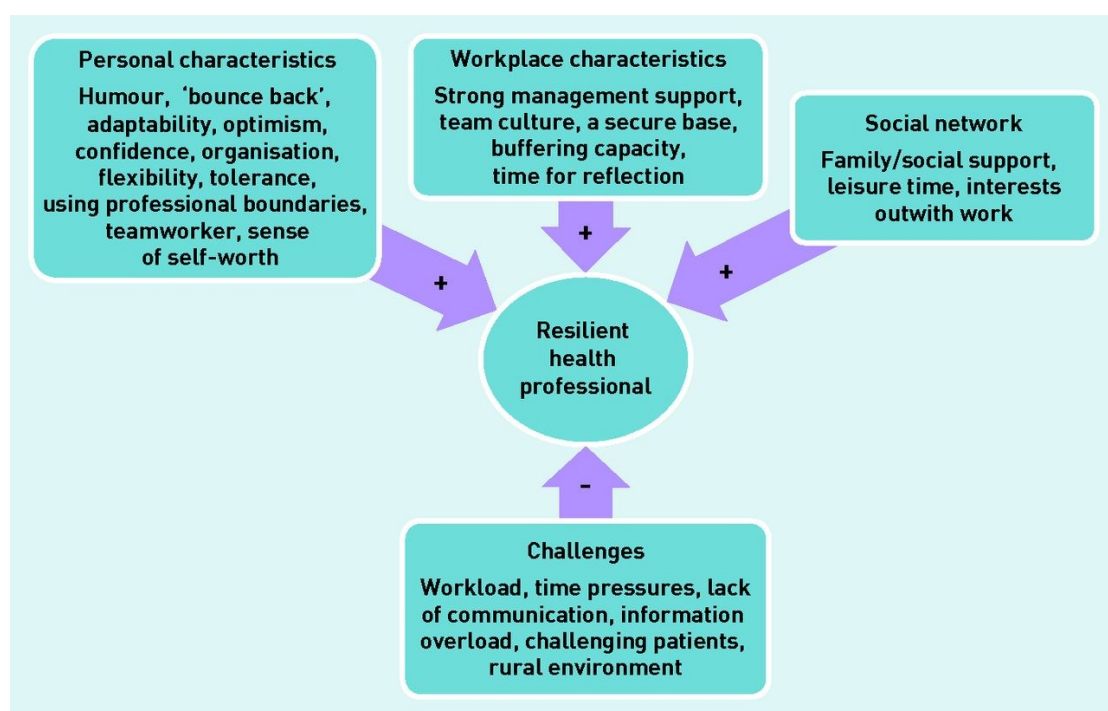 Personal characteristics
Humour, ‘bounce back’,
adaptability, optimism,
confidence, organisation,
flexibility, tolerance,
using professional boundaries,
teamworker, sense
of self-worth
+
Workplace characteristics
Strong management support,
team culture, a secure base,
buffering capacity,
time for reflection
+
Social network
Family/social support,
leisure time, interests
outwith work
+
Resilient
health
professional
-
Challenges
Workload, time pressures, lack
of communication, information
overload, challenging patients,
rural environment